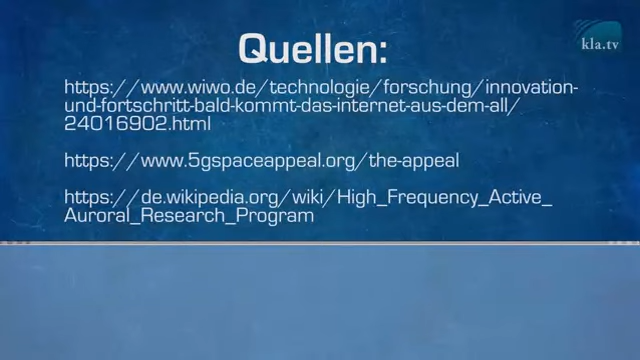 kla.tv
Quellen:
https://www.wiwo.de/technologie/forschung/innovation-
und-fortschritt-bald-kommt-das-internet-aus-dem-all/
24016902.html
https://www.5gspaceappeal.org/the-appeal
https://de.wikipedia.org/wiki/High_Frequency_Active_
Auroral_Research_Program